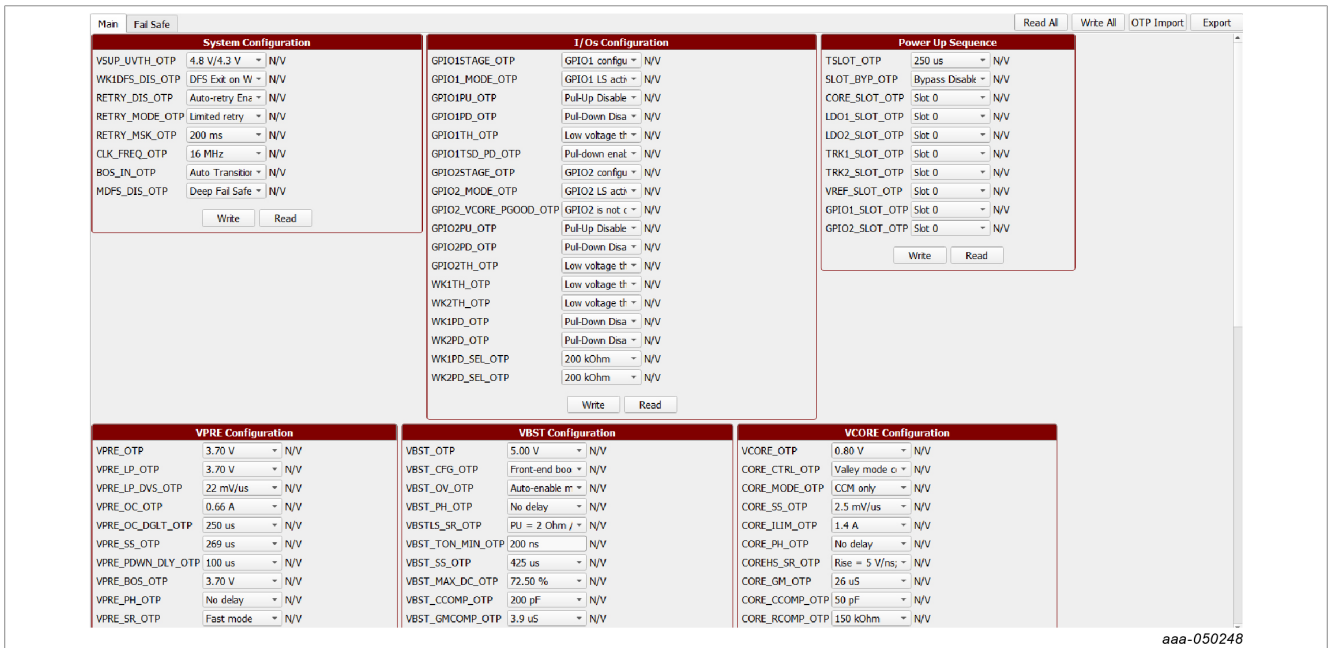 Main Fail Safe Read All Write All OTP Import Export
System Configuration
VSUP_UVTH_OTP 4.8 V/4.3 V N/V
WK1DFS_DIS_OTP DFS Exit on W N/V
RETRY_DIS_OTP Auto-retry Ena N/V
RETRY_MODE_OTP Limited retry N/V
RETRY_MSK_OTP 200 ms N/V
CLK_FREQ_OTP 16 MHz N/V
BOS_IN_OTP Auto Transition N/V
MDFS_DIS_OTP Deep Fail Safe N/V
Write Read
I/Os Configuration
GPIO1STAGE_OTP GPIO1 configu N/V
GPIO1_MODE_OTP GPIO1 LS activ N/V
GPIO1PU_OTP Pull-Up Disable N/V
GPIO1PD_OTP Pull-Down Disa N/V
GPIO1TH_OTP Low voltage th N/V
GPIO1TSD_PD_OTP Pull-down enab N/V
GPIO2STAGE_OTP GPIO2 configu N/V
GPIO2_MODE_OTP GPIO2 LS activ N/V
GPIO2_VCORE_PGOOD_OTP GPIO2 is not c N/V
GPIO2PU_OTP Pull-Up Disable N/V
GPIO2PD_OTP Pull-Down Disa N/V
GPIO2TH_OTP Low voltage th N/V
WK1TH_OTP Low voltage th N/V
WK2TH_OTP Low voltage th N/V
WK1PD_OTP Pull-Down Disa N/V
WK2PD_OTP Pull-Down Disa N/V
WK1PD_SEL_OTP 200 kOhm N/V
WK2PD_SEL_OTP 200 kOhm N/V
Write Read
Power Up Sequence
TSLOT_OTP 250 us N/V
SLOT_BYP_OTP Bypass Disable N/V
CORE_SLOT_OTP Slot 0 N/V
LDO1_SLOT_OTP Slot 0 N/V
LDO2_SLOT_OTP Slot 0 N/V
TRK1_SLOT_OTP Slot 0 N/V
TRK2_SLOT_OTP Slot 0 N/V
VREF_SLOT_OTP Slot 0 N/V
GPIO1_SLOT_OTP Slot 0 N/V
GPIO2_SLOT_OTP Slot 0 N/V
Write Read
VPRE Configuration
VPRE_OTP 3.70 V N/V
VPRE_LP_OTP 3.70 V N/V
VPRE_LP_DVS_OTP 22 mV/us N/V
VPRE_OC_OTP 0.66 A N/V
VPRE_OC_DGLT_OTP 250 us N/V
VPRE_SS_OTP 269 us N/V
VPRE_PDWN_DLY_OTP 100 us N/V
VPRE_BOS_OTP 3.70 V N/V
VPRE_PH_OTP No delay N/V
VPRE_SR_OTP Fast mode N/V
VBST Configuration
VBST_OTP 5.00 V N/V
VBST_CFG_OTP Front-end boo N/V
VBST_OV_OTP Auto-enable m N/V
VBST_PH_OTP No delay N/V
VBSTLS_SR_OTP PU = 2 Ohm / N/V
VBST_TON_MIN_OTP 200 ns N/V
VBST_SS_OTP 425 us N/V
VBST_MAX_DC_OTP 72.50 % N/V
VBST_CCOMP_OTP 200 pF N/V
VBST_GMCOMP_OTP 3.9 uS N/V
VCORE Configuration
VCORE_OTP 0.80 V N/V
CORE_CTRL_OTP Valey mode c N/V
CORE_MODE_OTP CCM only N/V
CORE_SS_OTP 2.5 mV/us N/V
CORE_ILIM_OTP 1.4 A N/V
CORE_PH_OTP No delay N/V
COREHS_SR_OTP Rise = 5 V/ns; N/V
CORE_GM_OTP 26 uS N/V
CORE_CCOMP_OTP 50 pF N/V
CORE_RCOMP_OTP 150 kOhm N/V
aaa-050248